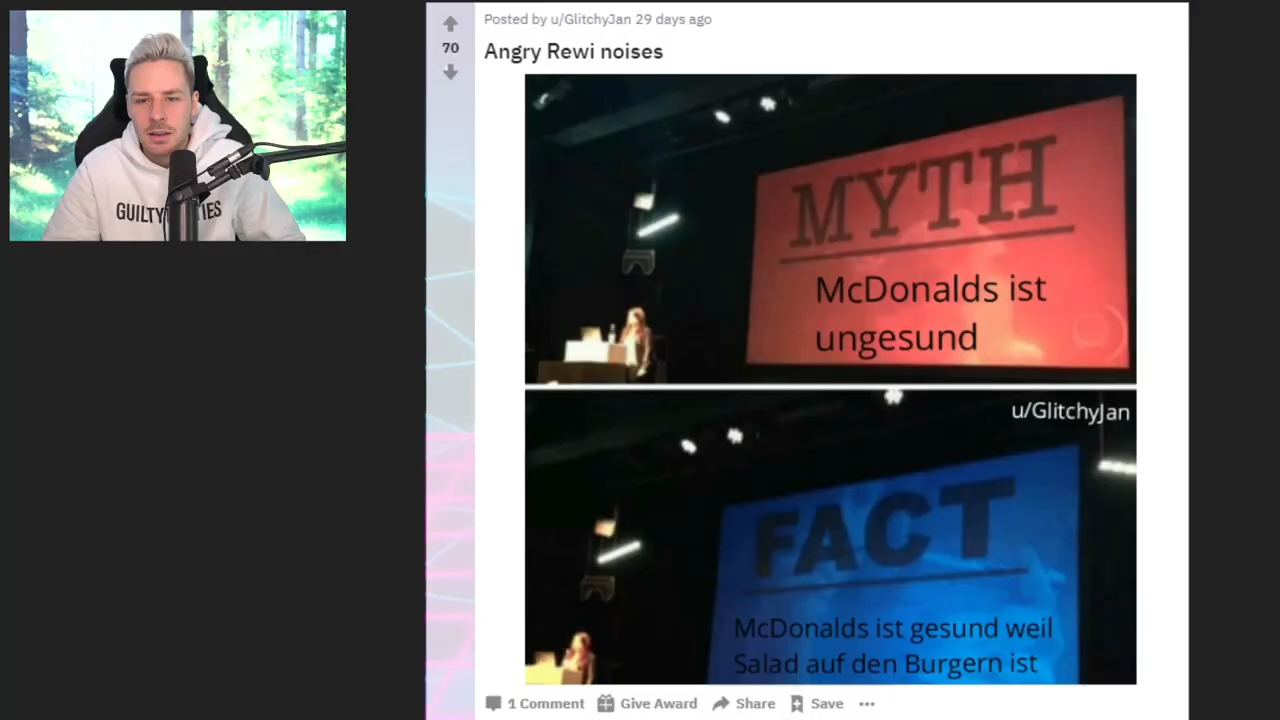 Posted by u/GlitchyJan 29 days ago
70
Angry Rewi noises
MYTH
McDonalds ist
ungesund
u/GlitchyJan
FACT
McDonalds ist gesund weil
Salad auf den Burgern ist
1 Comment Give Award Share Save
GUILTY